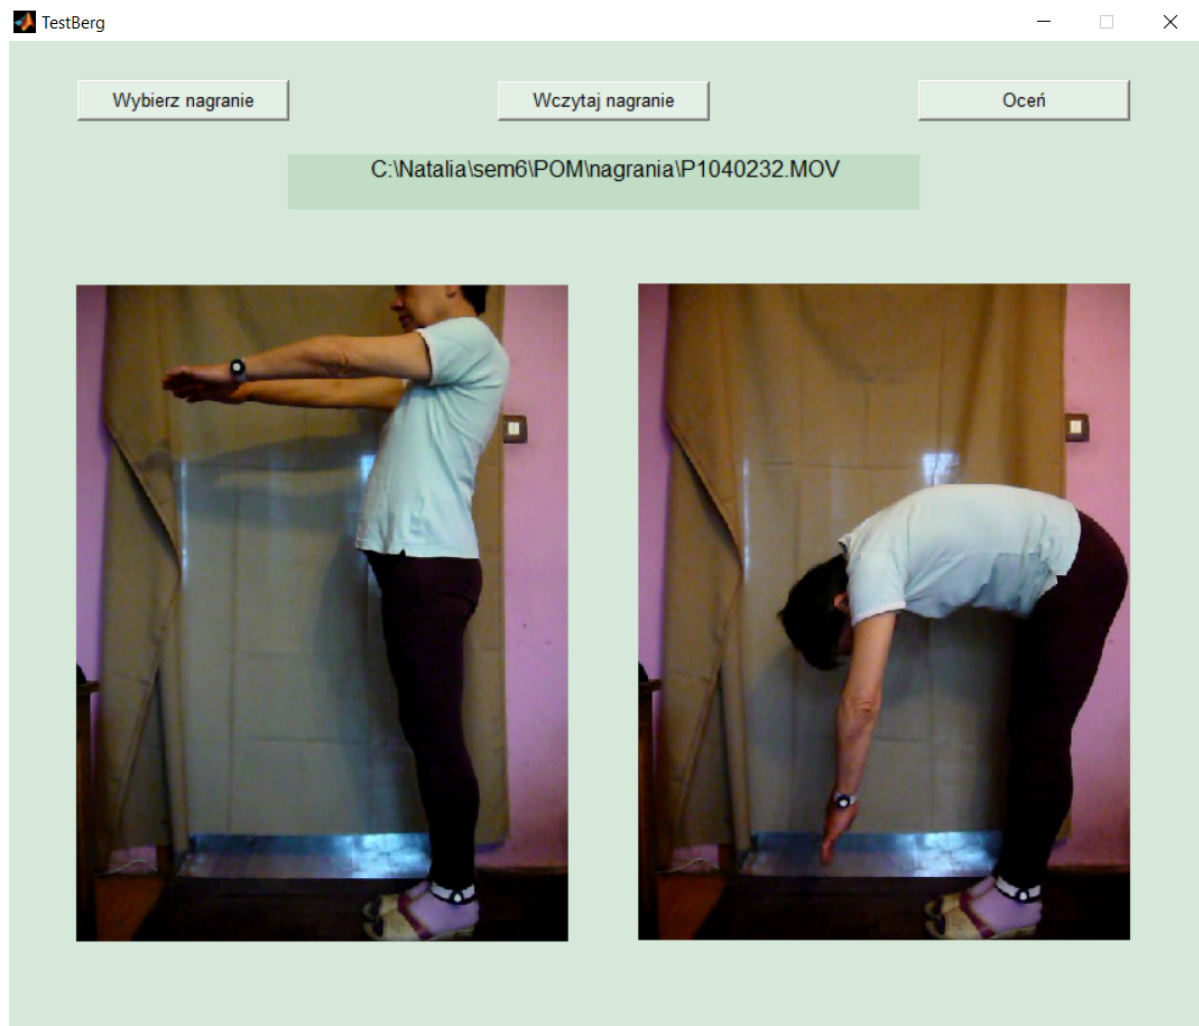 TestBerg
Wybierz nagranie
Wczytaj nagranie
Oceń
C:\Natalia\sem6\POM\nagrania\P1040232.MOV